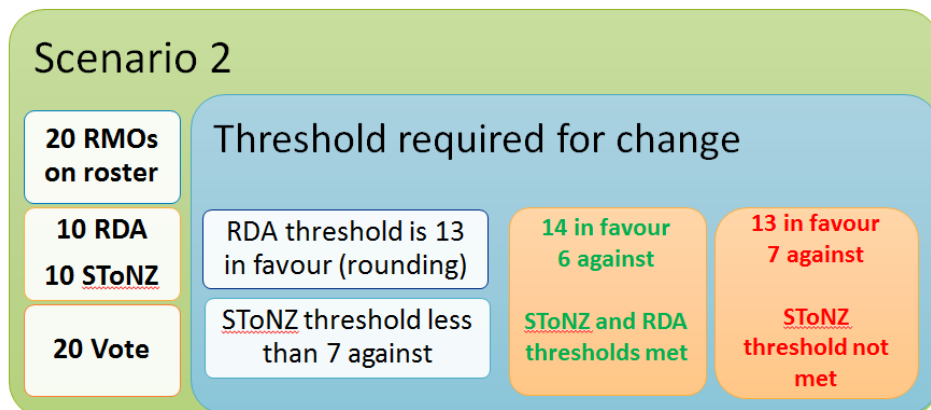 Scenario 2
20 RMOs
on roster
10 RDA
10 SToNZ
20 Vote
Threshold required for change
RDA threshold is 13
in favour (rounding)
SToNZ threshold less
than 7 against
14 in favour
6 against
SToNZ and RDA
thresholds met
13 in favour
7 against
SToNZ
threshold not
met